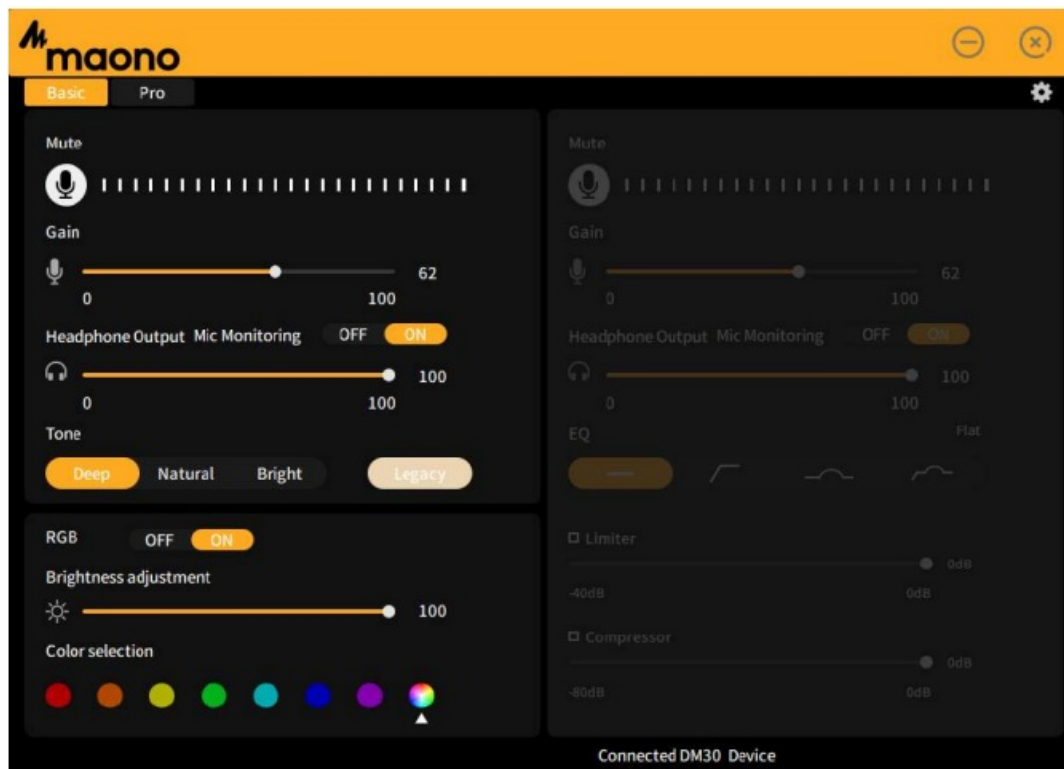 maono
Basic Pro
Mute
Gain
62
0 100
Headphone Output Mic Monitoring OFF ON
100
0 100
Tone
Deep Natural Bright Legacy
RGB OFF ON
Brightness adjustment
100
Color selection
Mute
Gain
62
0 100
Headphone Output Mic Monitoring OFF ON
100
0 100
EQ Flat
Limiter
0dB
-40dB 0dB
Compressor
0dB
-80dB 0dB
Connected DM30 Device